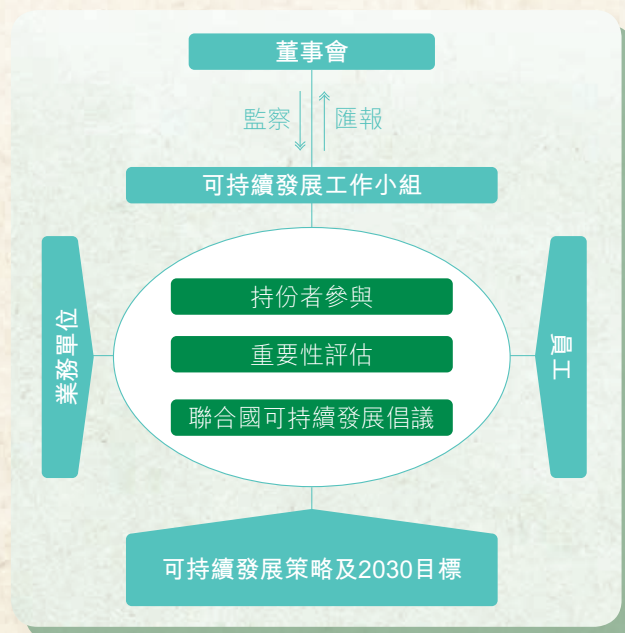 董事會
監察
匯報
可持續發展工作小組
業務單位
持份者參與
重要性評估
聯合國可持續發展倡議
員工
可持續發展策略及2030目標